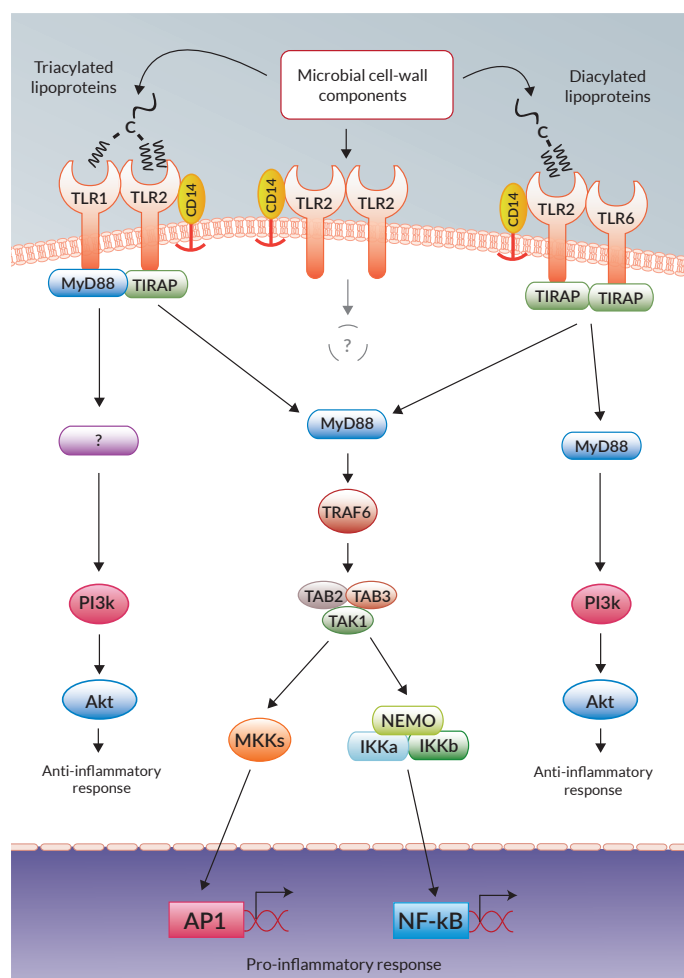 Triacylated
lipoproteins
Microbial cell-wall
components
Diacylated
lipoproteins
C
C
TLR1
TLR2
CD14
CD14
TLR2
TLR2
CD14
TLR2
TLR6
MyD88
TIRAP
TIRAP
TIRAP
?
?
MyD88
MyD88
TRAF6
PI3k
TAB2
TAB3
TAK1
PI3k
Akt
MKKs
NEMO
IKKa
IKKb
Akt
Anti-inflammatory
response
Anti-inflammatory
response
AP1
NF-kB
Pro-inflammatory response